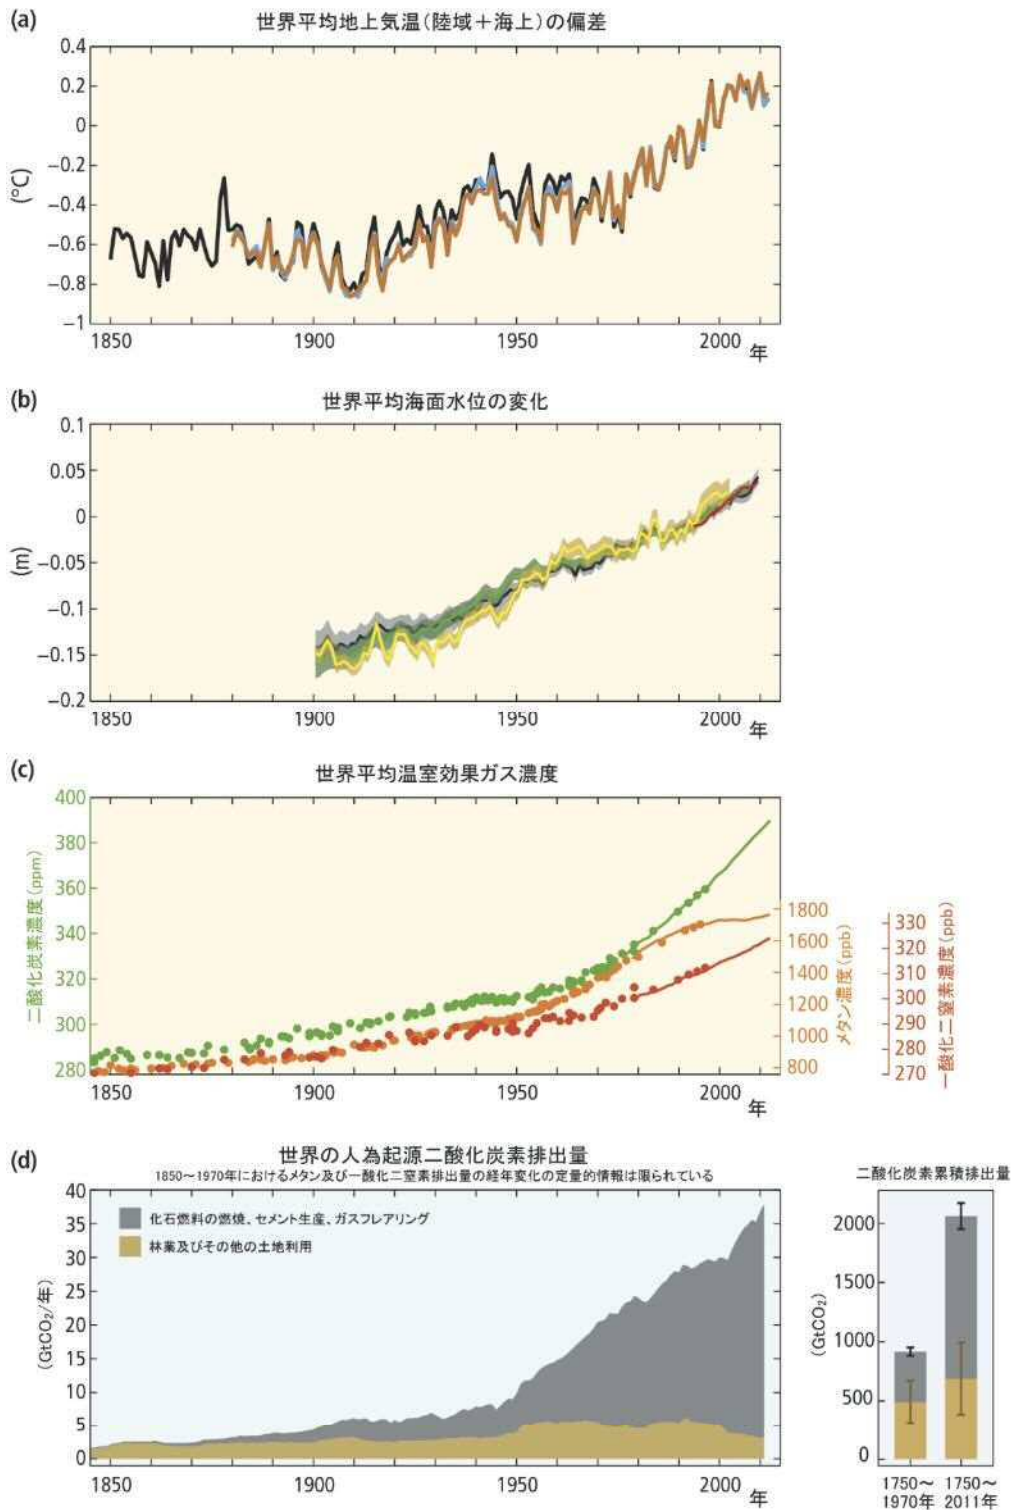 (a)
世界平均地上気温(陸域+海上)の偏差
0.4
0.2
0
−0.2
−0.4
−0.6
−0.8
−1
(°C)
1850
1900
1950
2000
年
(b)
世界平均海面水位の変化
0.1
0.05
0
−0.05
−0.1
−0.15
−0.2
(m)
1850
1900
1950
2000
年
(c)
世界平均温室効果ガス濃度
400
380
360
340
320
300
280
二酸化炭素濃度(ppm)
1800
1600
1400
1200
1000
800
メタン濃度(ppb)
330
320
310
300
290
280
270
一酸化二窒素濃度(ppb)
1850
1900
1950
2000
年
(d)
世界の人為起源二酸化炭素排出量
1850〜1970年におけるメタン及び一酸化二窒素排出量の経年変化の定量的情報は限られている
40
35
30
25
20
15
10
5
0
(GtCO₂/年)
化石燃料の燃焼、セメント生産、ガスフレアリング
林業及びその他の土地利用
1850
1900
1950
2000
年
二酸化炭素累積排出量
2000
1500
1000
500
0
(GtCO₂)
1750〜
1970年
1750〜
2011年